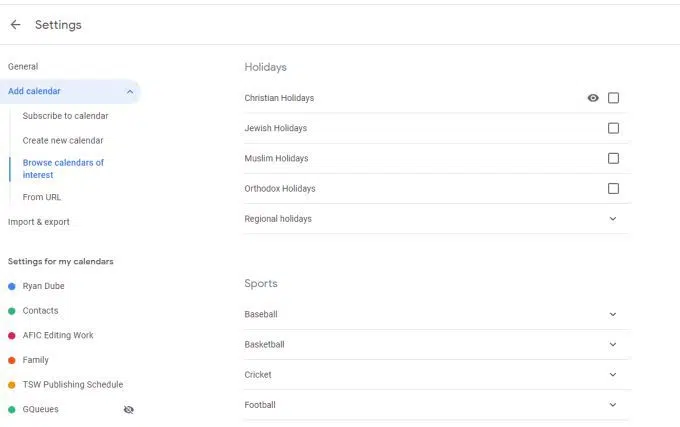 Settings
General
Add calendar
Subscribe to calendar
Create new calendar
Browse calendars of
interest
From URL
Import & export
Settings for my calendars
Ryan Dube
Contacts
AFIC Editing Work
Family
TSW Publishing Schedule
GQueues
Holidays
Christian Holidays
Jewish Holidays
Muslim Holidays
Orthodox Holidays
Regional holidays
Sports
Baseball
Basketball
Cricket
Football